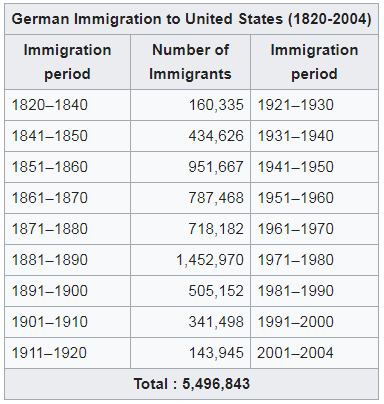 German Immigration to United States (1820-2004)
Immigration period Number of Immigrants Immigration period
1820–1840 160,335 1921–1930
1841–1850 434,626 1931–1940
1851–1860 951,667 1941–1950
1861–1870 787,468 1951–1960
1871–1880 718,182 1961–1970
1881–1890 1,452,970 1971–1980
1891–1900 505,152 1981–1990
1901–1910 341,498 1991–2000
1911–1920 143,945 2001–2004
Total : 5,496,843